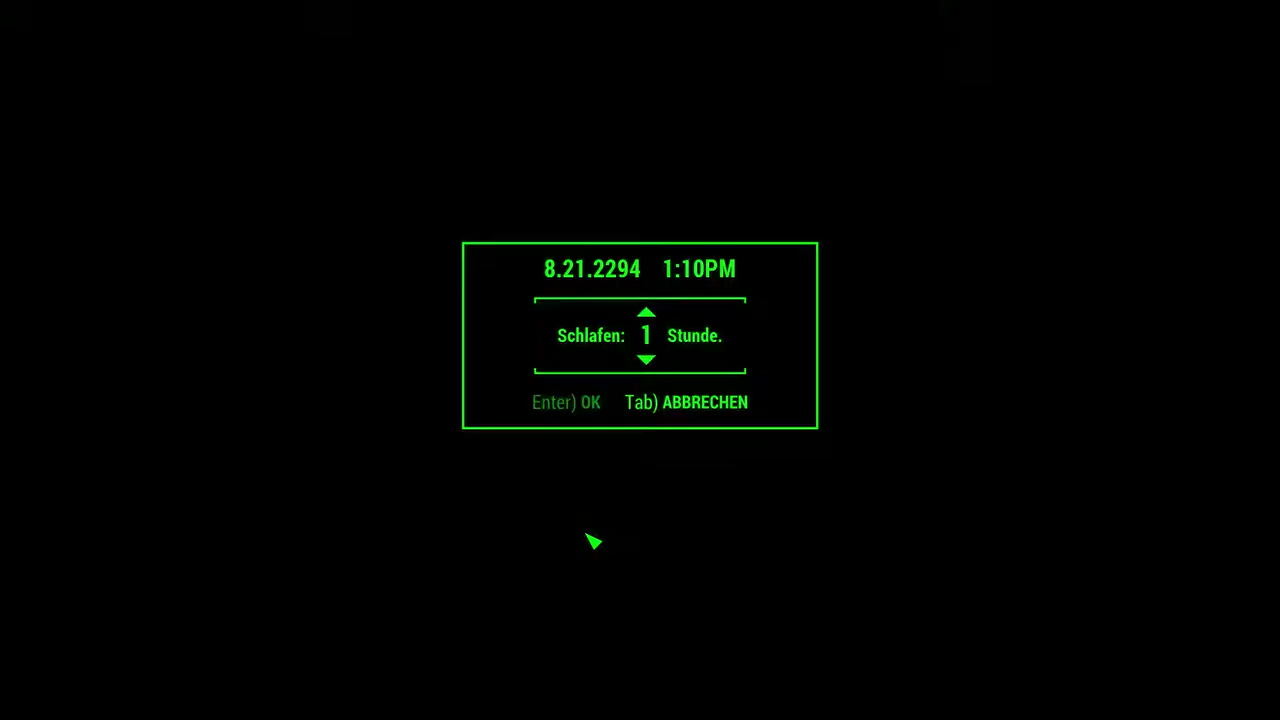 8.21.2294 1:10PM
Schlafen: 1 Stunde.
Enter) OK Tab) ABBRECHEN